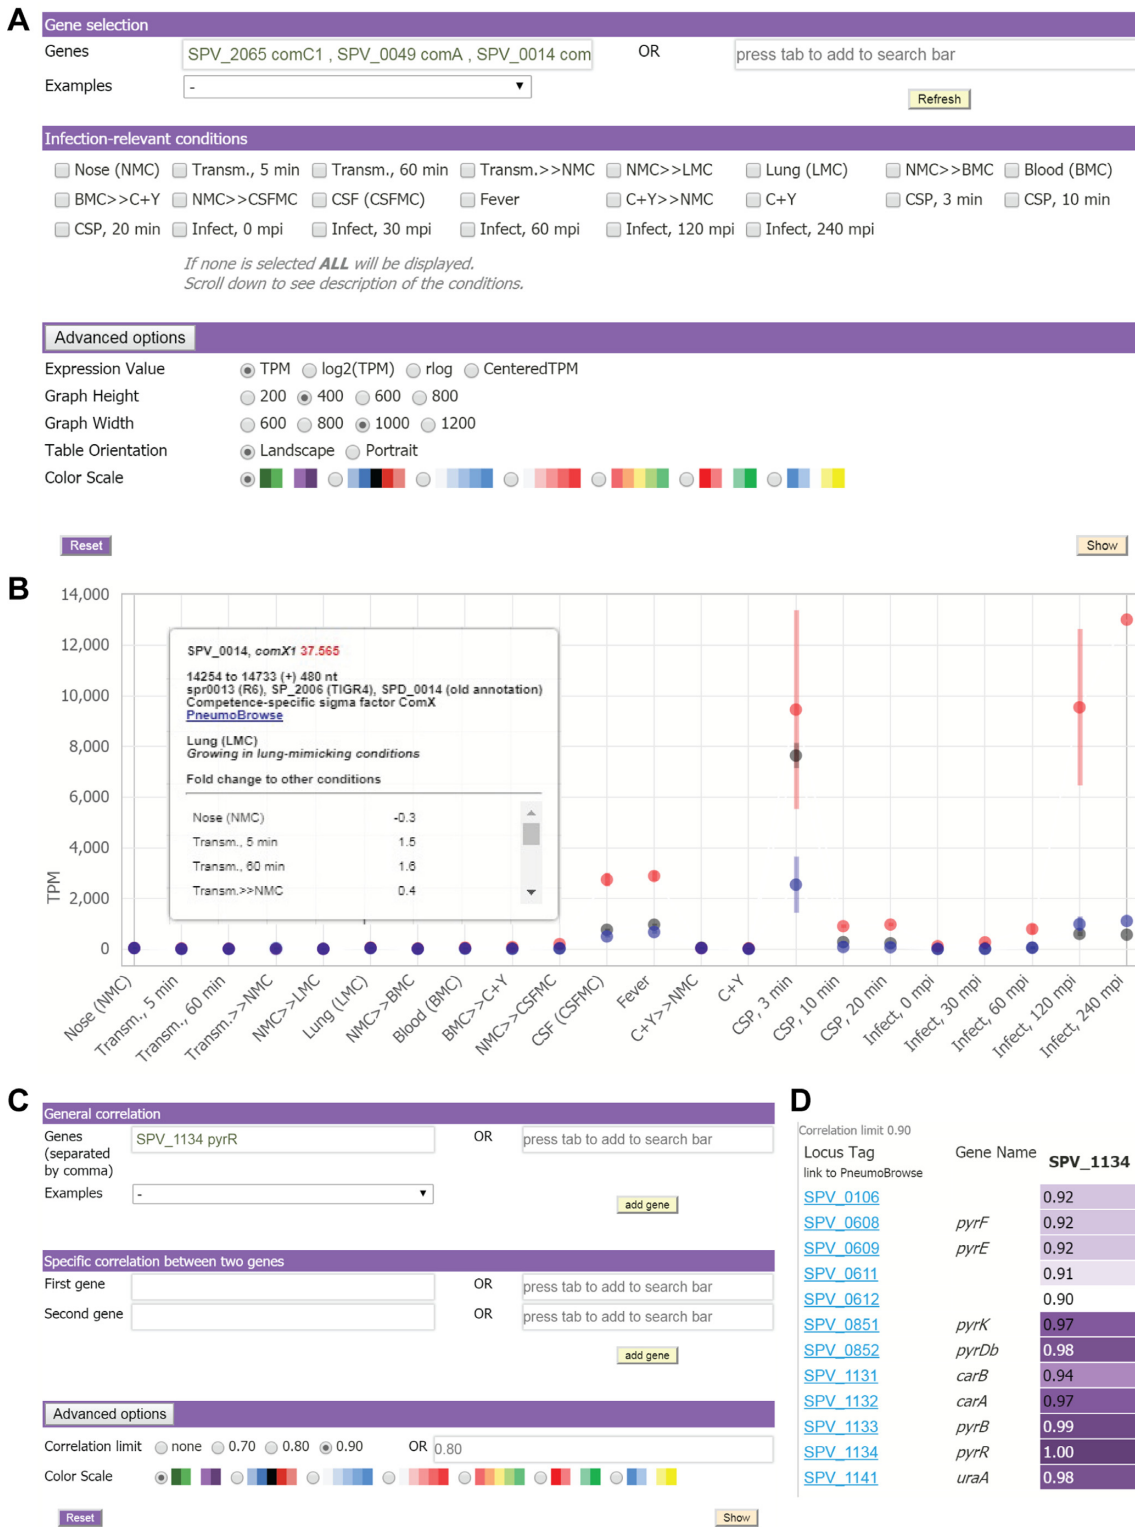 A
Gene selection
Genes SPV_2065 comC1 , SPV_0049 comA , SPV_0014 com OR press tab to add to search bar
Examples -
Refresh
Infection-relevant conditions
Nose (NMC) Transm., 5 min Transm., 60 min Transm.>>NMC NMC>>LMC Lung (LMC) NMC>>BMC Blood (BMC)
BMC>>C+Y NMC>>CSFMC CSF (CSFMC) Fever C+Y>>NMC C+Y CSP, 3 min CSP, 10 min
CSP, 20 min Infect, 0 mpi Infect, 30 mpi Infect, 60 mpi Infect, 120 mpi Infect, 240 mpi
If none is selected ALL will be displayed.
Scroll down to see description of the conditions.
Advanced options
Expression Value TPM log2(TPM) rlog CenteredTPM
Graph Height 200 400 600 800
Graph Width 600 800 1000 1200
Table Orientation Landscape Portrait
Color Scale
Reset Show
B
14,000
12,000
10,000
8,000
6,000
4,000
2,000
0
TPM
SPV_0014, comX1 37.565
14254 to 14733 (+) 480 nt
spr0013 (R6), SP_2006 (TIGR4), SPD_0014 (old annotation)
Competence-specific sigma factor ComX
PneumoBrowse
Lung (LMC)
Growing in lung-mimicking conditions
Fold change to other conditions
Nose (NMC) -0.3
Transm., 5 min 1.5
Transm., 60 min 1.6
Transm.>>NMC 0.4
Nose (NMC)
Transm., 5 min
Transm., 60 min
Transm.>>NMC
NMC>>LMC
Lung (LMC)
NMC>>BMC
Blood (BMC)
BMC>>C+Y
NMC>>CSFMC
CSF (CSFMC)
Fever
C+Y>>NMC
C+Y
CSP, 3 min
CSP, 10 min
CSP, 20 min
Infect, 0 mpi
Infect, 30 mpi
Infect, 60 mpi
Infect, 120 mpi
Infect, 240 mpi
C
General correlation
Genes SPV_1134 pyrR OR press tab to add to search bar
(separated
by comma)
Examples -
add gene
Specific correlation between two genes
First gene OR press tab to add to search bar
Second gene OR press tab to add to search bar
add gene
Advanced options
Correlation limit none 0.70 0.80 0.90 OR 0.80
Color Scale
Reset Show
D
Correlation limit 0.90
Locus Tag Gene Name SPV_1134
link to PneumoBrowse
SPV_0106 0.92
SPV_0608 pyrF 0.92
SPV_0609 pyrE 0.92
SPV_0611 0.91
SPV_0612 0.90
SPV_0851 pyrK 0.97
SPV_0852 pyrDb 0.98
SPV_1131 carB 0.94
SPV_1132 carA 0.97
SPV_1133 pyrB 0.99
SPV_1134 pyrR 1.00
SPV_1141 uraA 0.98